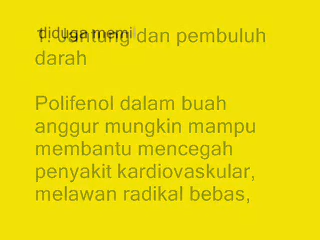 diduga memi
1. Jantung dan pembuluh
darah
Polifenol dalam buah
anggur mungkin mampu
membantu mencegah
penyakit kardiovaskular,
melawan radikal bebas,